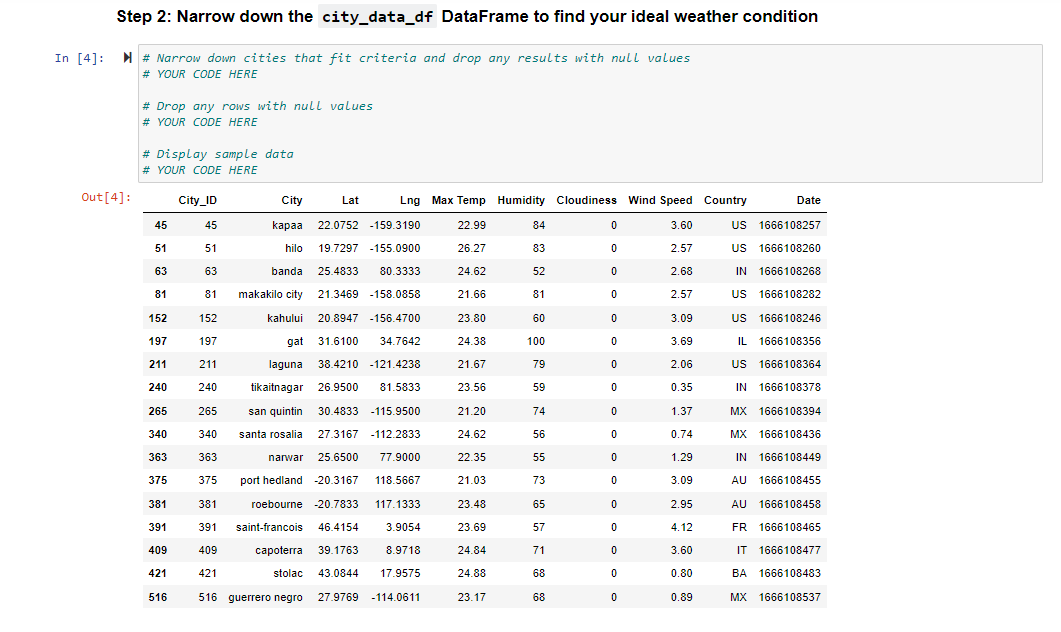 Step 2: Narrow down the city_data_df DataFrame to find your ideal weather condition
In [4]:
# Narrow down cities that fit criteria and drop any results with null values
# YOUR CODE HERE
# Drop any rows with null values
# YOUR CODE HERE
# Display sample data
# YOUR CODE HERE
Out[4]:
City_ID City Lat Lng Max Temp Humidity Cloudiness Wind Speed Country Date
45 45 kapaa 22.0752 -159.3190 22.99 84 0 3.60 US 1666108257
51 51 hilo 19.7297 -155.0900 26.27 83 0 2.57 US 1666108260
63 63 banda 25.4833 80.3333 24.62 52 0 2.68 IN 1666108268
81 81 makakilo city 21.3469 -158.0858 21.66 81 0 2.57 US 1666108282
152 152 kahului 20.8947 -156.4700 23.80 60 0 3.09 US 1666108246
197 197 gat 31.6100 34.7642 24.38 100 0 3.69 IL 1666108356
211 211 laguna 38.4210 -121.4238 21.67 79 0 2.06 US 1666108364
240 240 tikaitnagar 26.9500 81.5833 23.56 59 0 0.35 IN 1666108378
265 265 san quintin 30.4833 -115.9500 21.20 74 0 1.37 MX 1666108394
340 340 santa rosalia 27.3167 -112.2833 24.62 56 0 0.74 MX 1666108436
363 363 narwar 25.6500 77.9000 22.35 55 0 1.29 IN 1666108449
375 375 port hedland -20.3167 118.5667 21.03 73 0 3.09 AU 1666108455
381 381 roebourne -20.7833 117.1333 23.48 65 0 2.95 AU 1666108458
391 391 saint-francois 46.4154 3.9054 23.69 57 0 4.12 FR 1666108465
409 409 capoterra 39.1763 8.9718 24.84 71 0 3.60 IT 1666108477
421 421 stolac 43.0844 17.9575 24.88 68 0 0.80 BA 1666108483
516 516 guerrero negro 27.9769 -114.0611 23.17 68 0 0.89 MX 1666108537